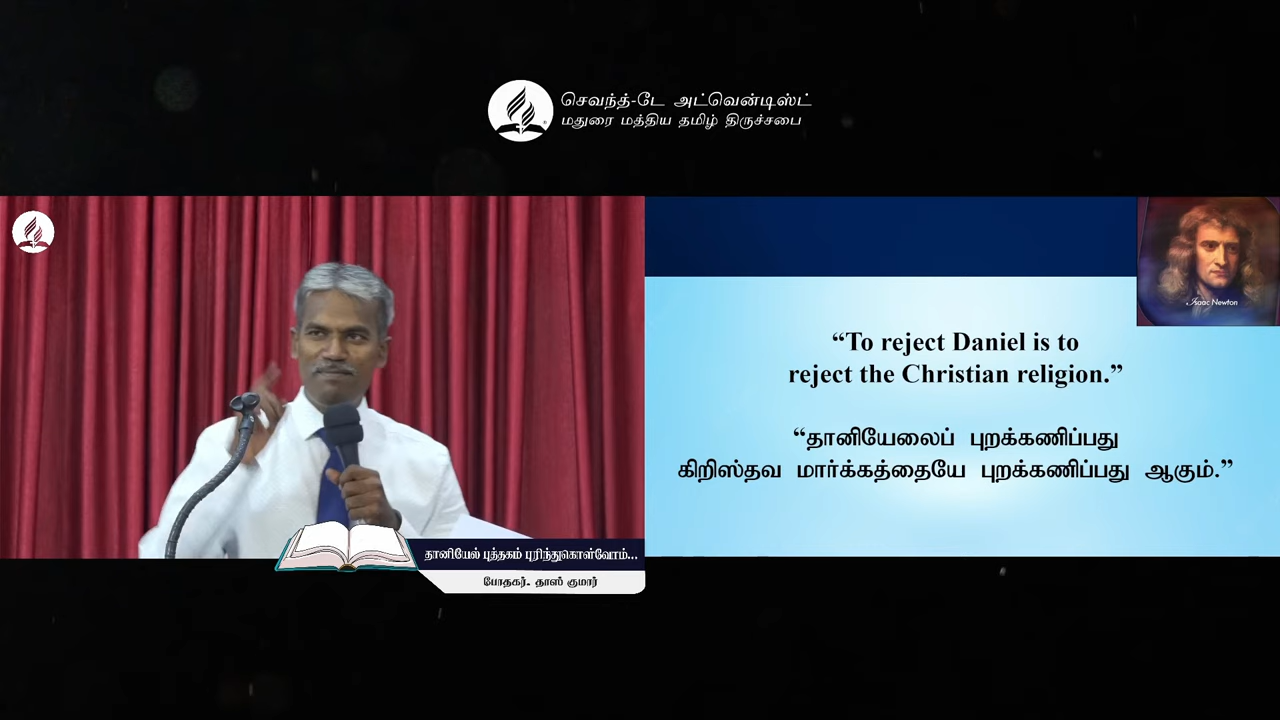 செவந்த்-டே அட்வென்டிஸ்ட்
மதுரை மத்திய தமிழ் திருச்சபை
Isaac Newton
“To reject Daniel is to
reject the Christian religion.”
“தானியேலைப் புறக்கணிப்பது
கிறிஸ்தவ மார்க்கத்தையே புறக்கணிப்பது ஆகும்.”
தானியேல் புத்தகம் புரிந்துகொள்வோம்...
போதகர். தாஸ் குமார்